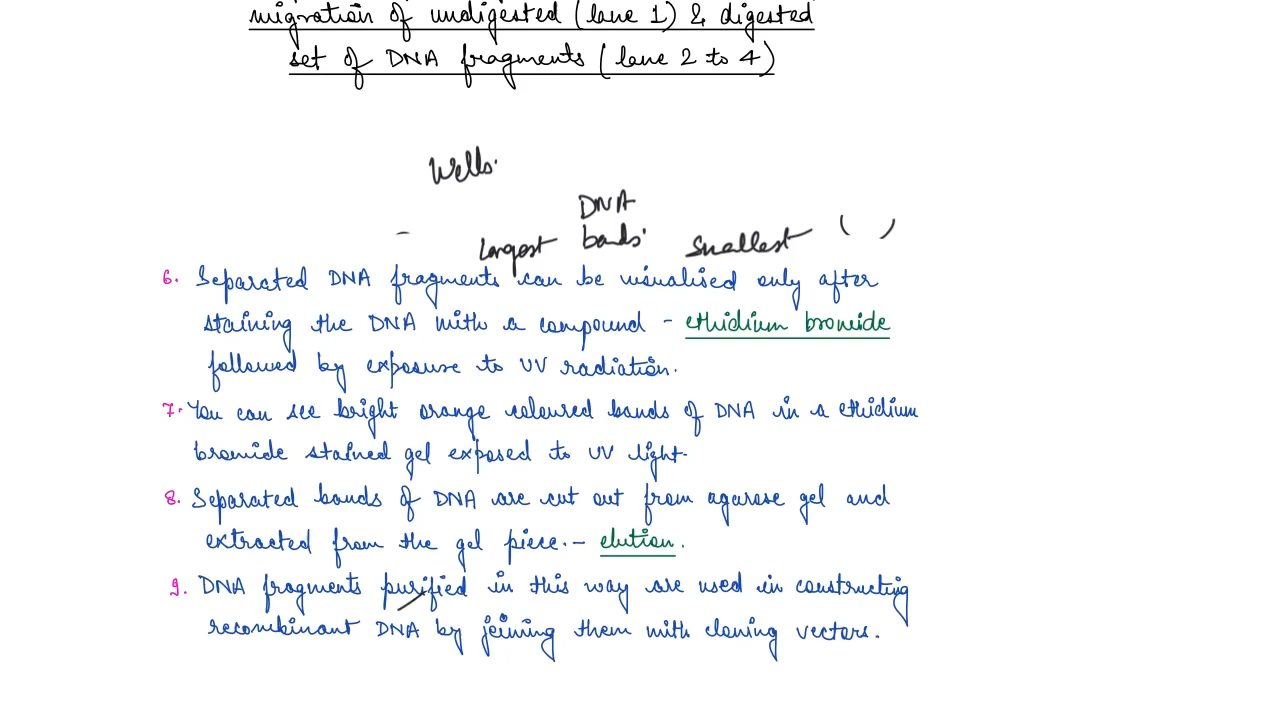 migration of undigested (lane 1) & digested
set of DNA fragments (lane 2 to 4)
Wells.
DNA
Largest bands. Smallest ( )
6. Separated DNA fragments can be visualised only after
staining the DNA with a compound - ethidium bromide
followed by exposure to UV radiation.
7. You can see bright orange coloured bands of DNA in a ethidium
bromide stained gel exposed to UV light.
8. Separated bands of DNA are cut out from agarose gel and
extracted from the gel piece. - elution.
9. DNA fragments purified in this way are used in constructing
recombinant DNA by joining them with cloning vectors.